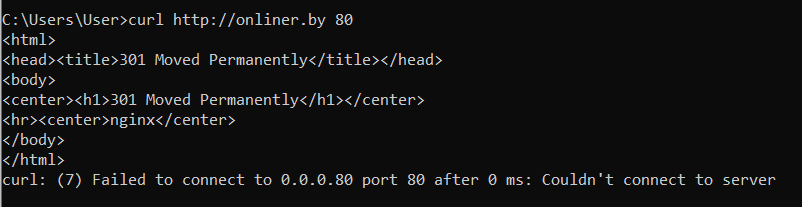 C:\Users\User>curl http://onliner.by 80
<html>
<head><title>301 Moved Permanently</title></head>
<body>
<center><h1>301 Moved Permanently</h1></center>
<hr><center>nginx</center>
</body>
</html>
curl: (7) Failed to connect to 0.0.0.80 port 80 after 0 ms: Couldn't connect to server